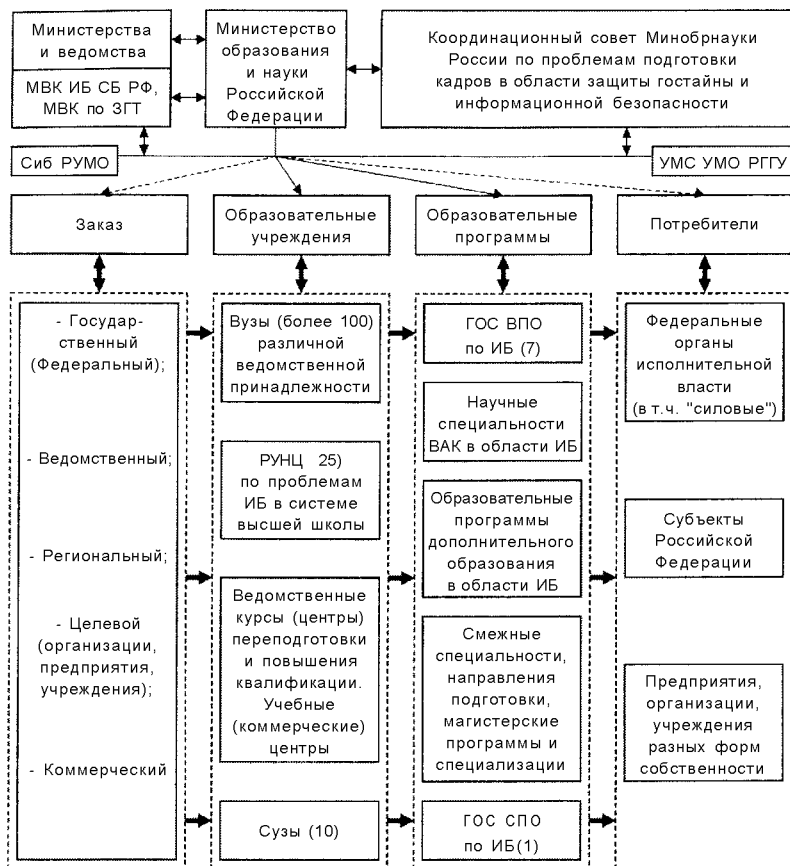 Министерства
и ведомства
МВК ИБ СБ РФ,
МВК по ЗГТ
Министерство
образования
и науки
Российской
Федерации
Координационный совет Минобрнауки
России по проблемам подготовки
кадров в области защиты гостайны и
информационной безопасности
Сиб РУМО
УМС УМО РГГУ
Заказ
Образовательные
учреждения
Образовательные
программы
Потребители
- Государ-
ственный
(Федеральный);
- Ведомственный;
- Региональный;
- Целевой
(организации,
предприятия,
учреждения);
- Коммерческий
Вузы (более 100)
различной
ведомственной
принадлежности
РУНЦ 25)
по проблемам
ИБ в системе
высшей школы
Ведомственные
курсы (центры)
переподготовки
и повышения
квалификации.
Учебные
(коммерческие)
центры
Сузы (10)
ГОС ВПО
по ИБ (7)
Научные
специальности
ВАК в области ИБ
Образовательные
программы
дополнительного
образования
в области ИБ
Смежные
специальности,
направления
подготовки,
магистерские
программы и
специализации
ГОС СПО
по ИБ(1)
Федеральные
органы
исполнительной
власти
(в т.ч. "силовые")
Субъекты
Российской
Федерации
Предприятия,
организации,
учреждения
разных форм
собственности